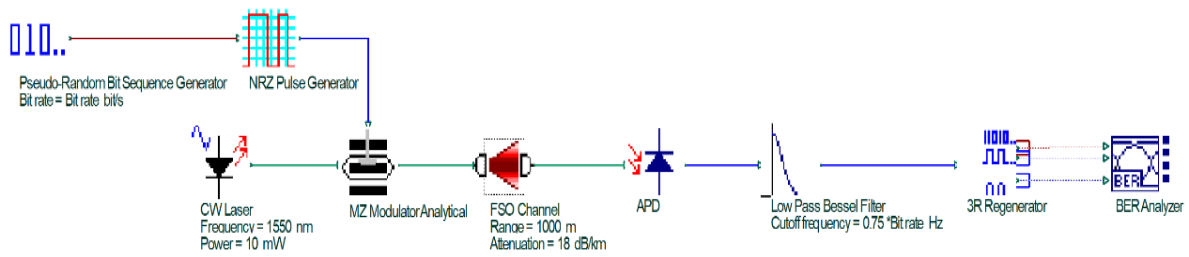 010..
Pseudo-Random Bit Sequence Generator
Bit rate = Bit rate bit/s
NRZ Pulse Generator
CW Laser
Frequency = 1550 nm
Power = 10 mW
MZ Modulator Analytical
FSO Channel
Range = 1000 m
Attenuation = 18 dB/km
APD
Low Pass Bessel Filter
Cutoff frequency = 0.75 *Bit rate Hz
3R Regenerator
BER
BER Analyzer